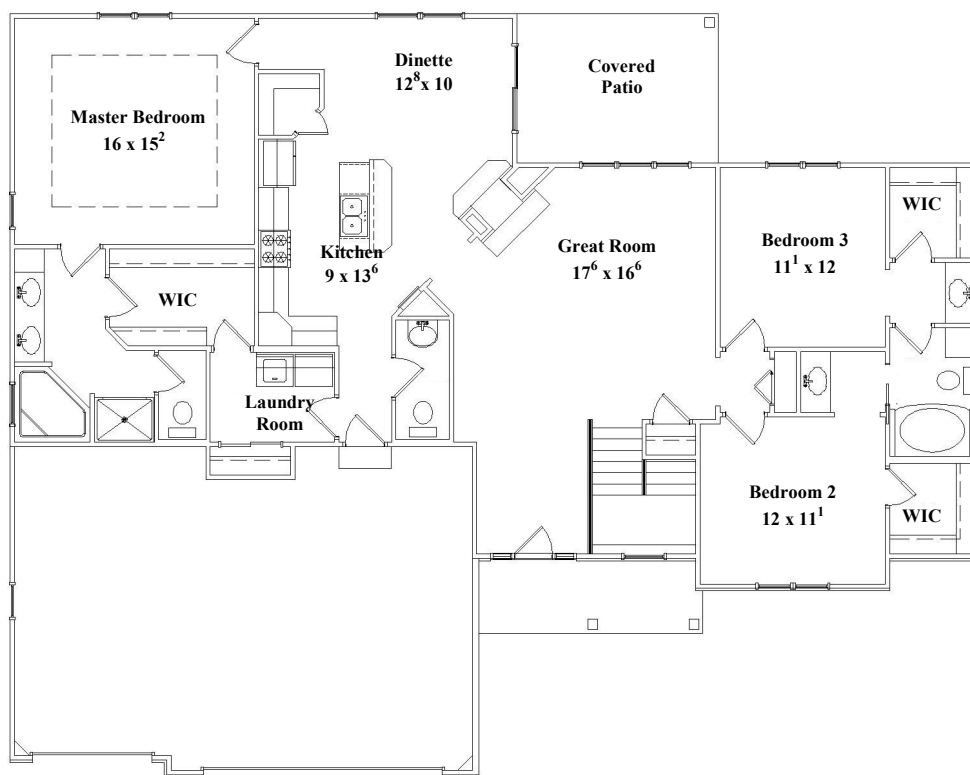 Dinette
12⁸x 10
Covered
Patio
Master Bedroom
16 x 15²
WIC
Great Room
17⁶ x 16⁶
Bedroom 3
11¹ x 12
Kitchen
9 x 13⁶
WIC
Laundry
Room
Bedroom 2
12 x 11¹
WIC